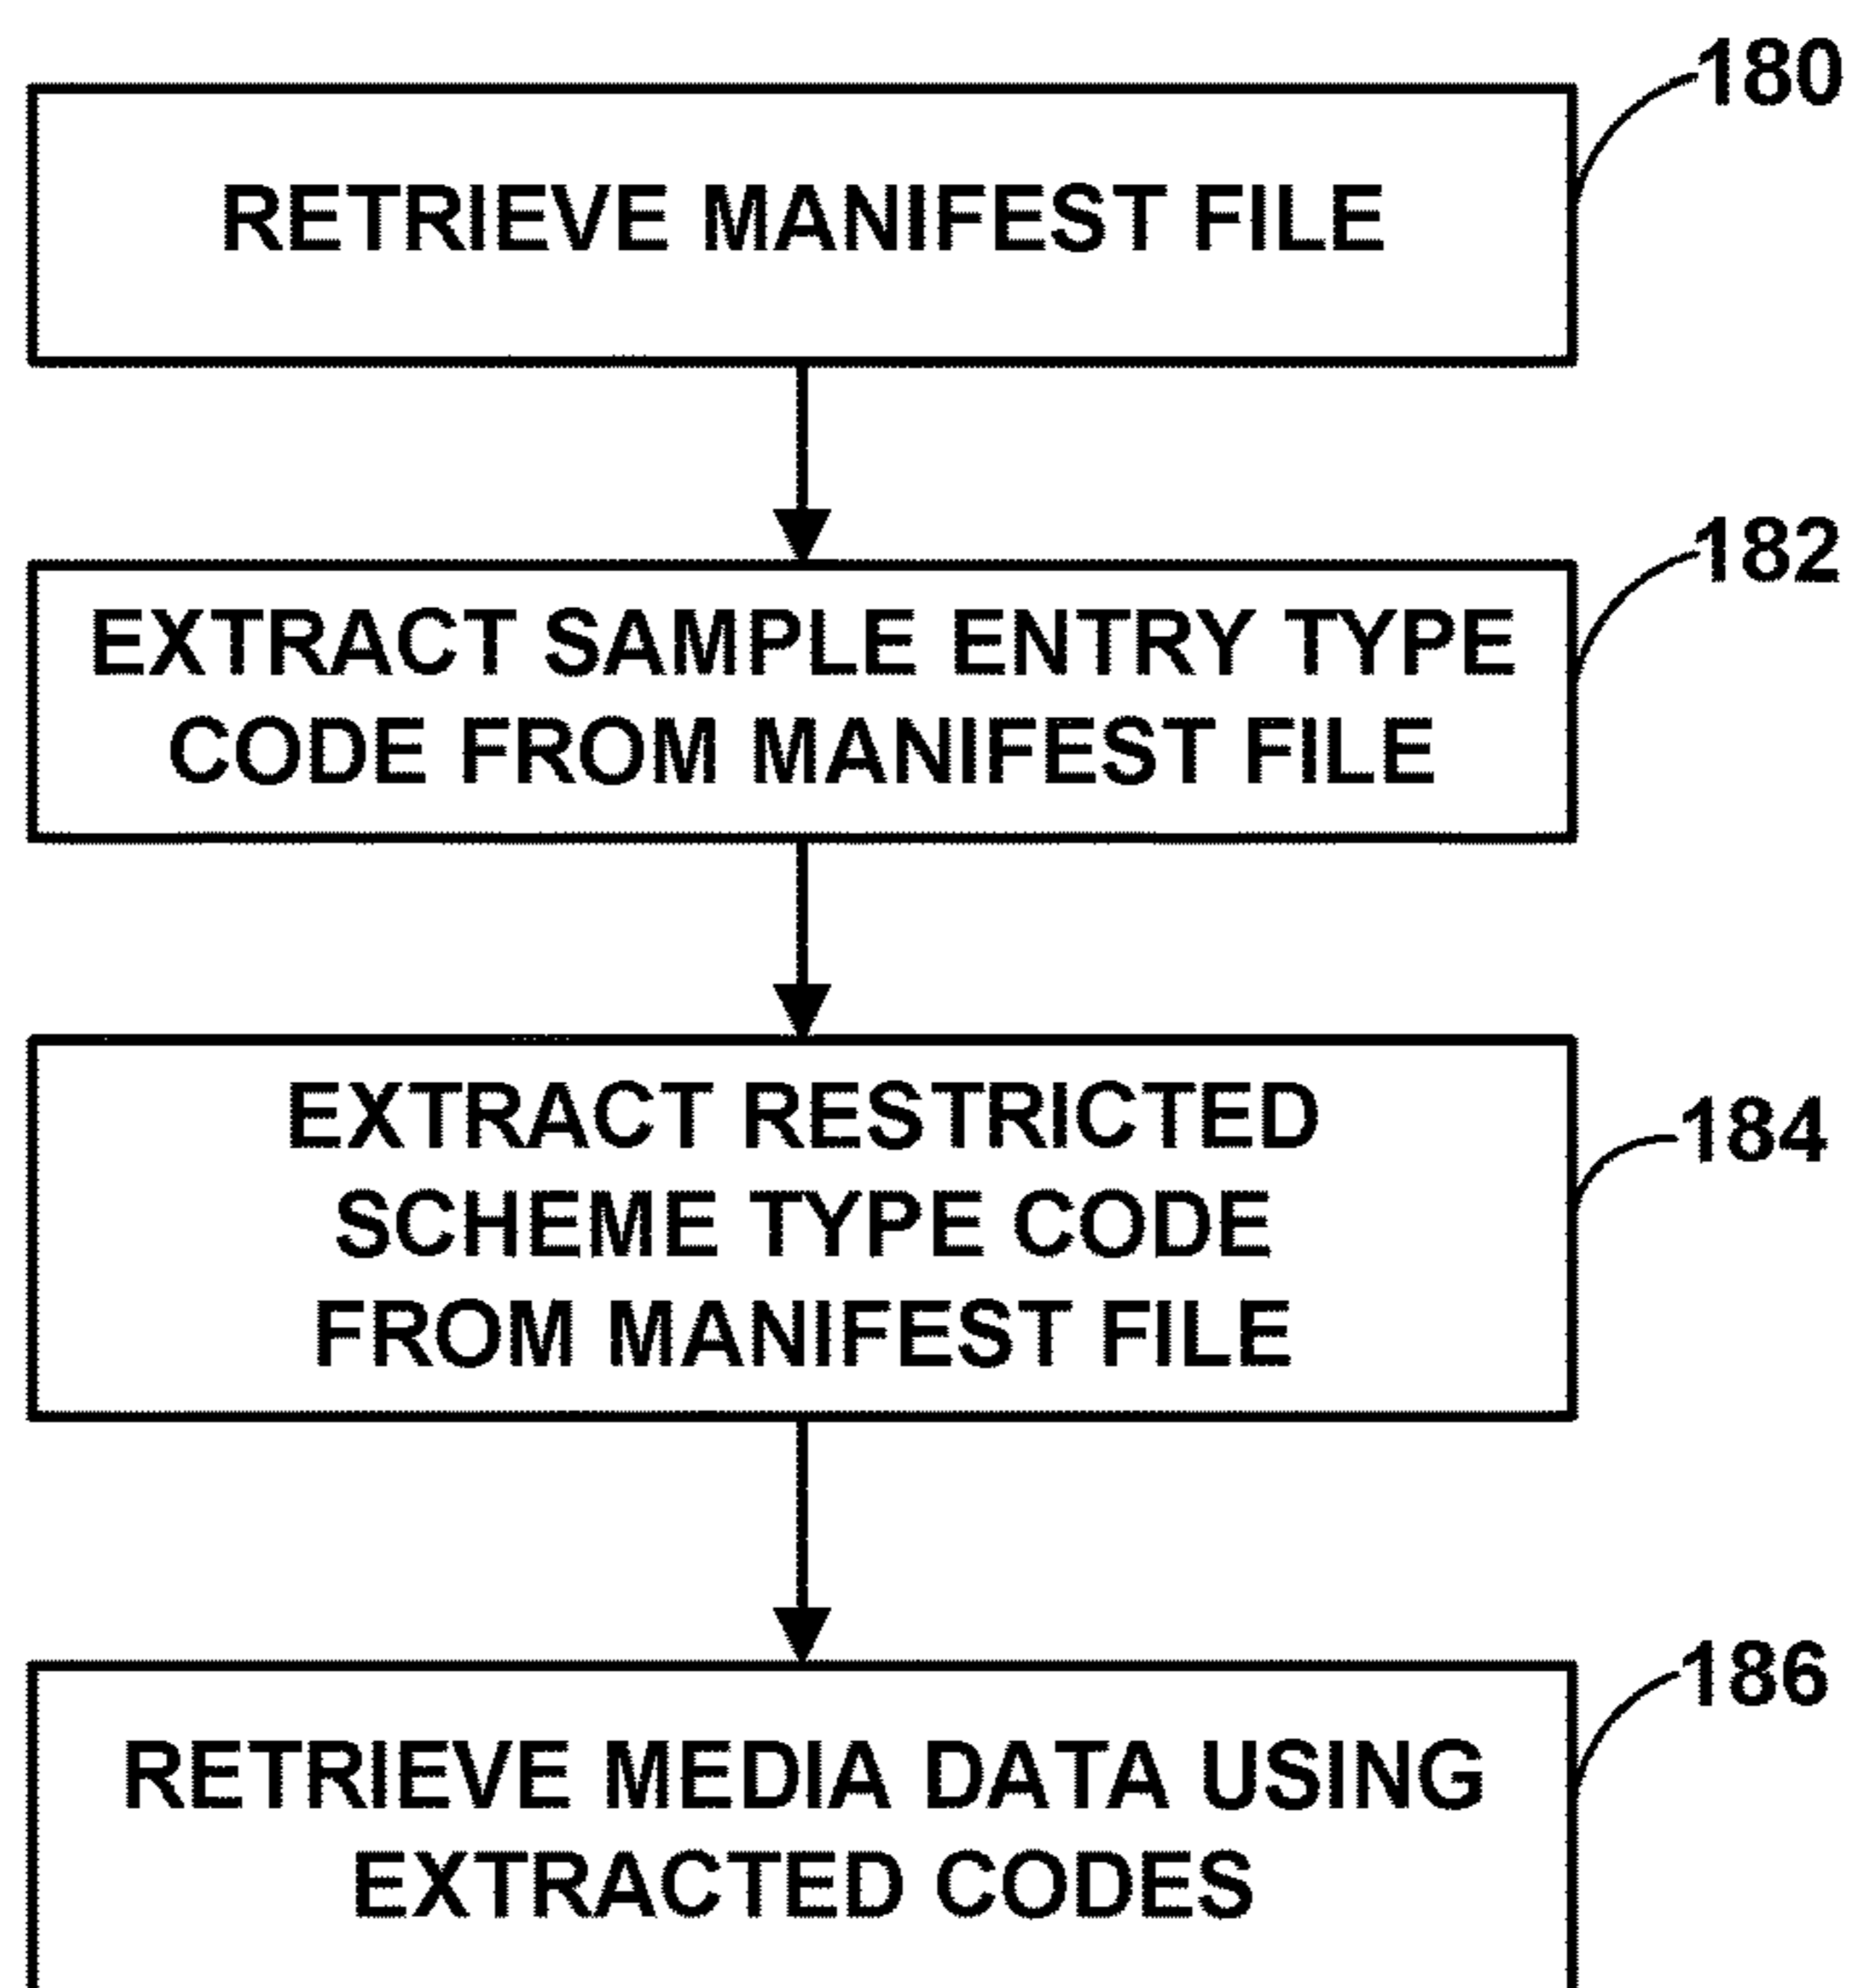 180
RETRIEVE MANIFEST FILE
182
EXTRACT SAMPLE ENTRY TYPE
CODE FROM MANIFEST FILE
EXTRACT RESTRICTED
184
SCHEME TYPE CODE
FROM MANIFEST FILE
186
RETRIEVE MEDIA DATA USING
EXTRACTED CODES